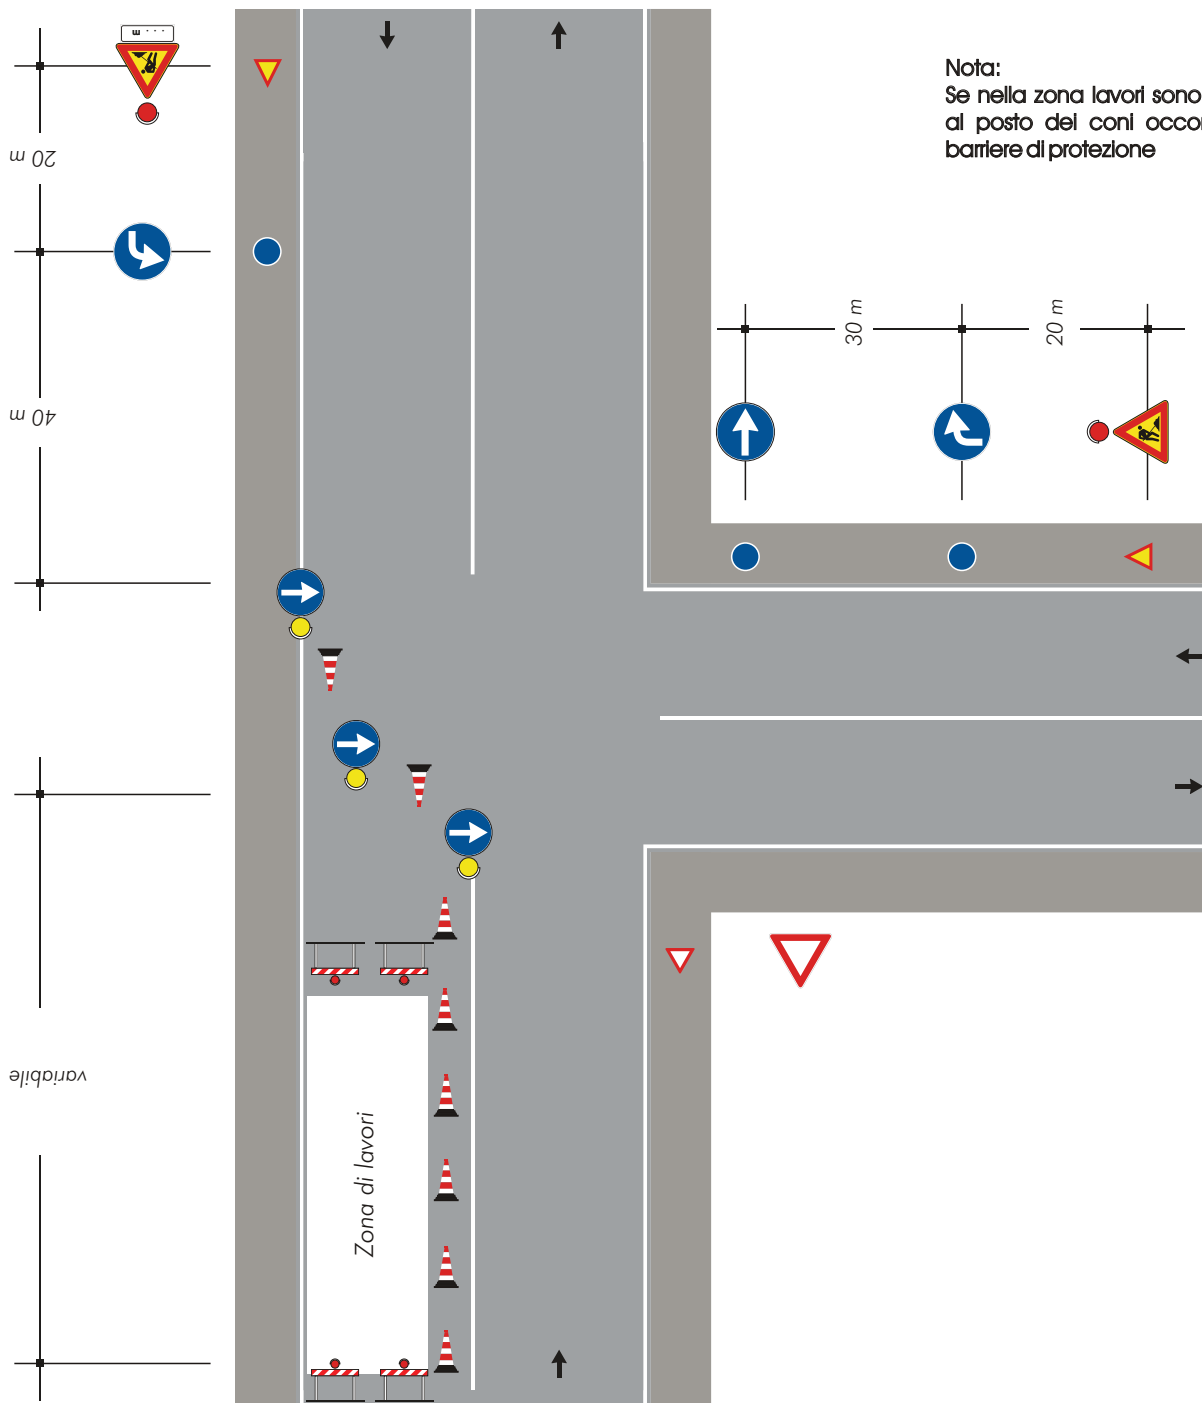 m
20 m
40 m
variabile
Nota:
Se nella zona lavori sono
al posto dei coni
barriere di protezione
30 m
20 m
Zona di lavori